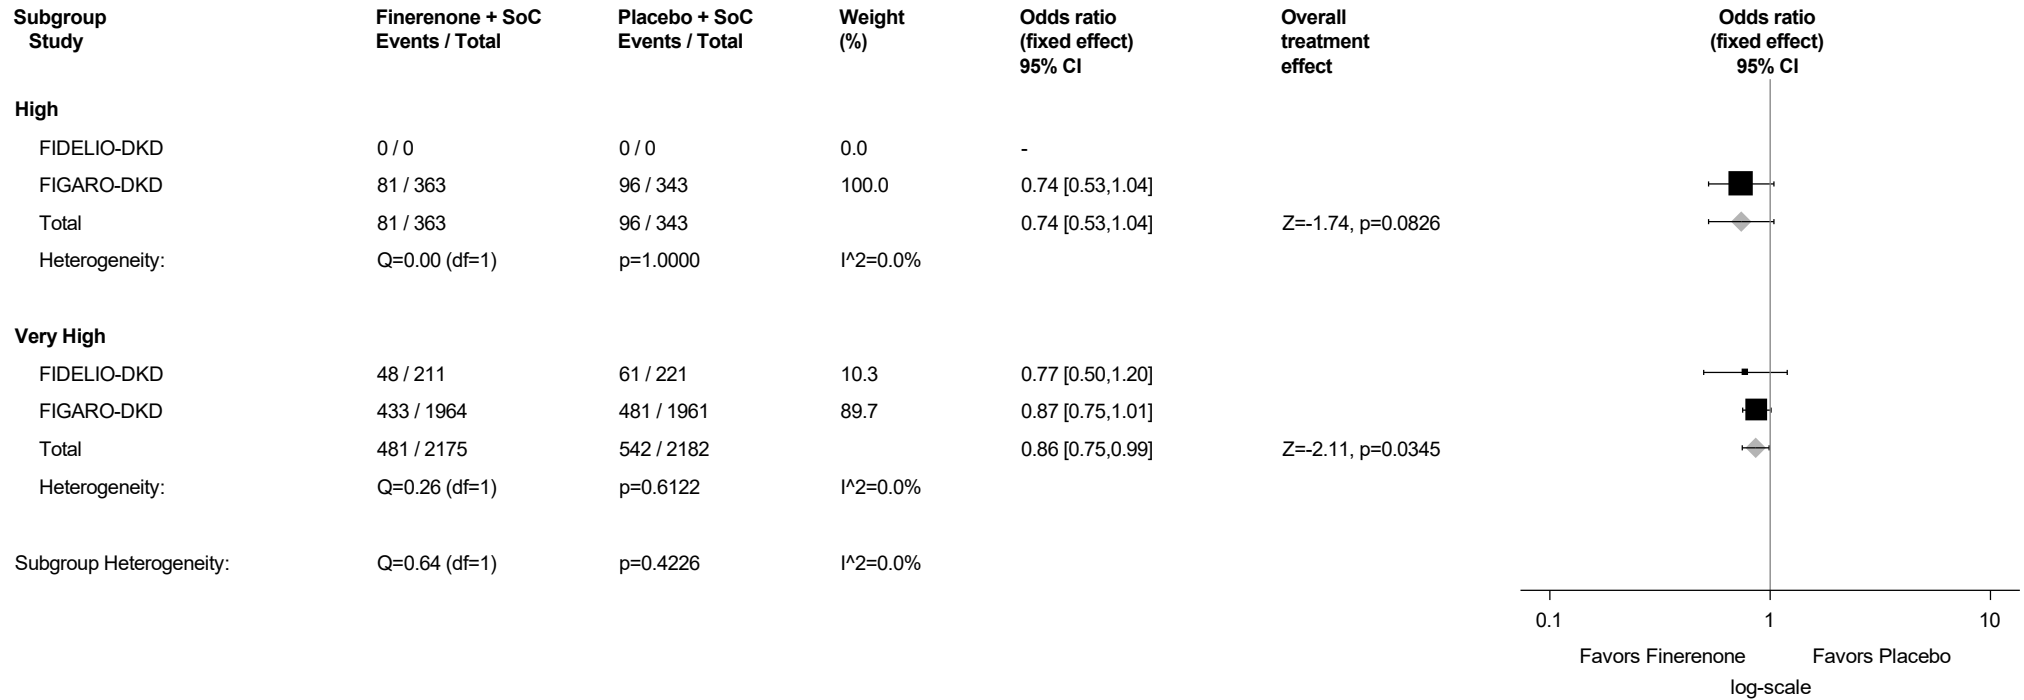 Subgroup Finerenone + SoC Placebo + SoC Weight Odds ratio Overall Odds ratio
Study Events / Total Events / Total (%) (fixed effect) treatment (fixed effect)
95% CI effect 95% CI
High
FIDELIO-DKD 0 / 0 0 / 0 0.0 -
FIGARO-DKD 81 / 363 96 / 343 100.0 0.74 [0.53,1.04]
Total 81 / 363 96 / 343 0.74 [0.53,1.04] Z=-1.74, p=0.0826
Heterogeneity: Q=0.00 (df=1) p=1.0000 I^2=0.0%
Very High
FIDELIO-DKD 48 / 211 61 / 221 10.3 0.77 [0.50,1.20]
FIGARO-DKD 433 / 1964 481 / 1961 89.7 0.87 [0.75,1.01]
Total 481 / 2175 542 / 2182 0.86 [0.75,0.99] Z=-2.11, p=0.0345
Heterogeneity: Q=0.26 (df=1) p=0.6122 I^2=0.0%
Subgroup Heterogeneity: Q=0.64 (df=1) p=0.4226 I^2=0.0%
0.1 1 10
Favors Finerenone Favors Placebo
log-scale